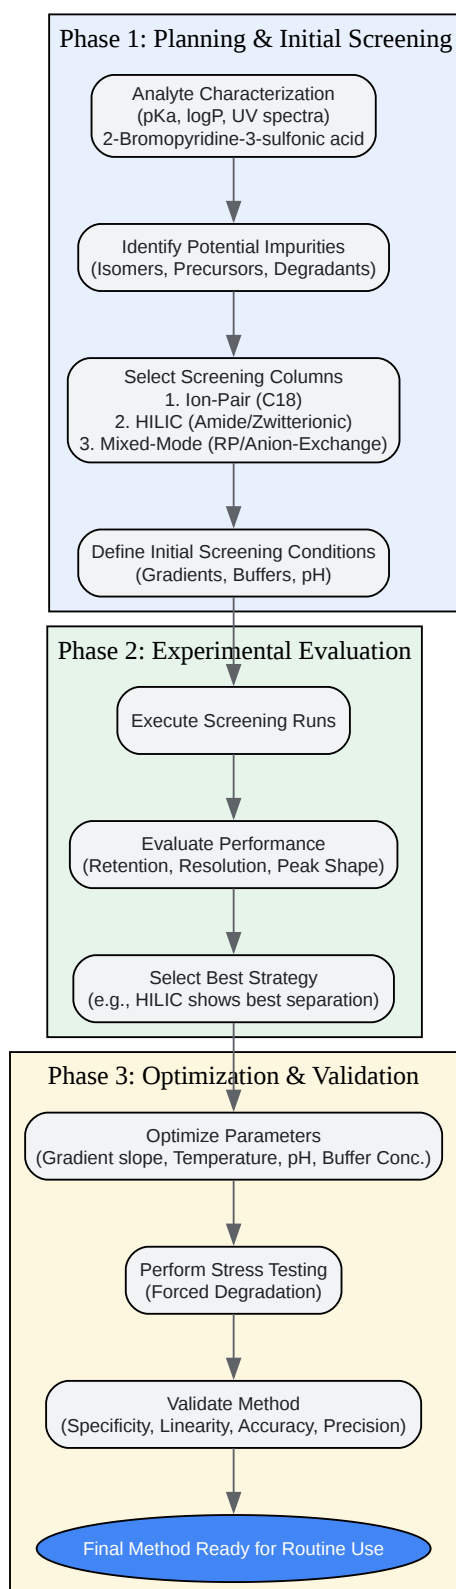 Phase 1: Planning & Initial Screening
Analyte Characterization
(pKa, logP, UV spectra)
2-Bromopyridine-3-sulfonic acid
Identify Potential Impurities
(Isomers, Precursors, Degradants)
Select Screening Columns
1. Ion-Pair (C18)
2. HILIC (Amide/Zwitterionic)
3. Mixed-Mode (RP/Anion-Exchange)
Define Initial Screening Conditions
(Gradients, Buffers, pH)
Phase 2: Experimental Evaluation
Execute Screening Runs
Evaluate Performance
(Retention, Resolution, Peak Shape)
Select Best Strategy
(e.g., HILIC shows best separation)
Phase 3: Optimization & Validation
Optimize Parameters
(Gradient slope, Temperature, pH, Buffer Conc.)
Perform Stress Testing
(Forced Degradation)
Validate Method
(Specificity, Linearity, Accuracy, Precision)
Final Method Ready for Routine Use